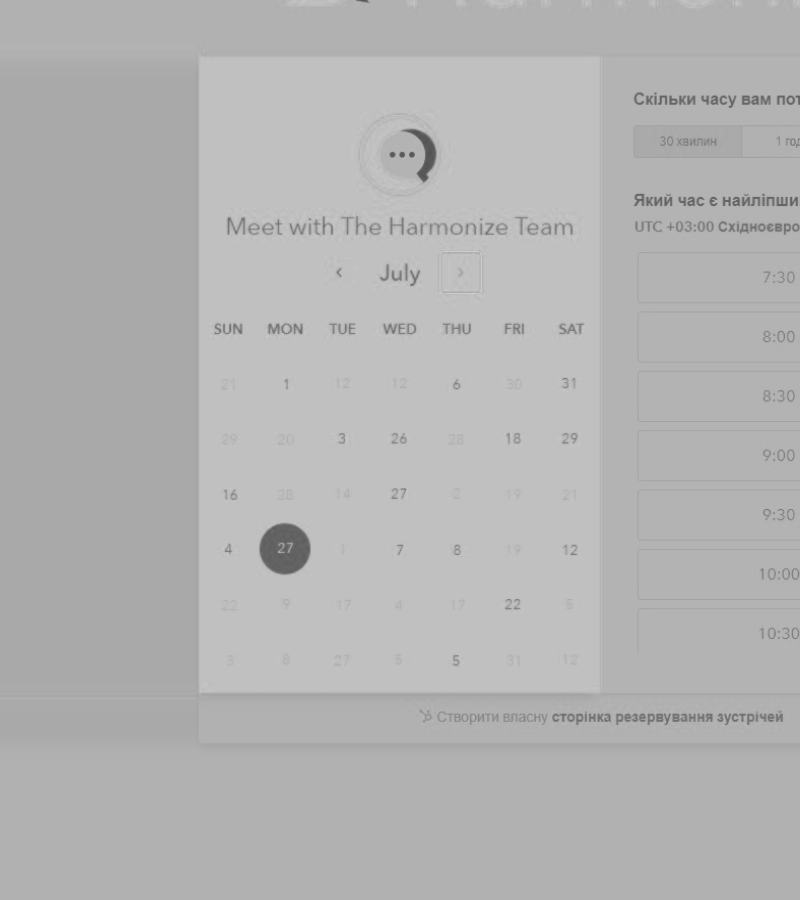 Meet with The Harmonize Team
July
SUN MON TUE WED THU FRI SAT
21 1 12 12 6 30 31
29 20 3 26 28 18 29
16 28 14 27 2 19 21
4 27 1 7 8 19 12
22 9 17 4 17 22 5
3 8 27 5 5 31 12
Скільки часу вам пот
30 хвилин 1 год
Який час є найліпши
UTC +03:00 Східноєвро
7:30
8:00
8:30
9:00
9:30
10:00
10:30
Створити власну сторінка резервування зустрічей